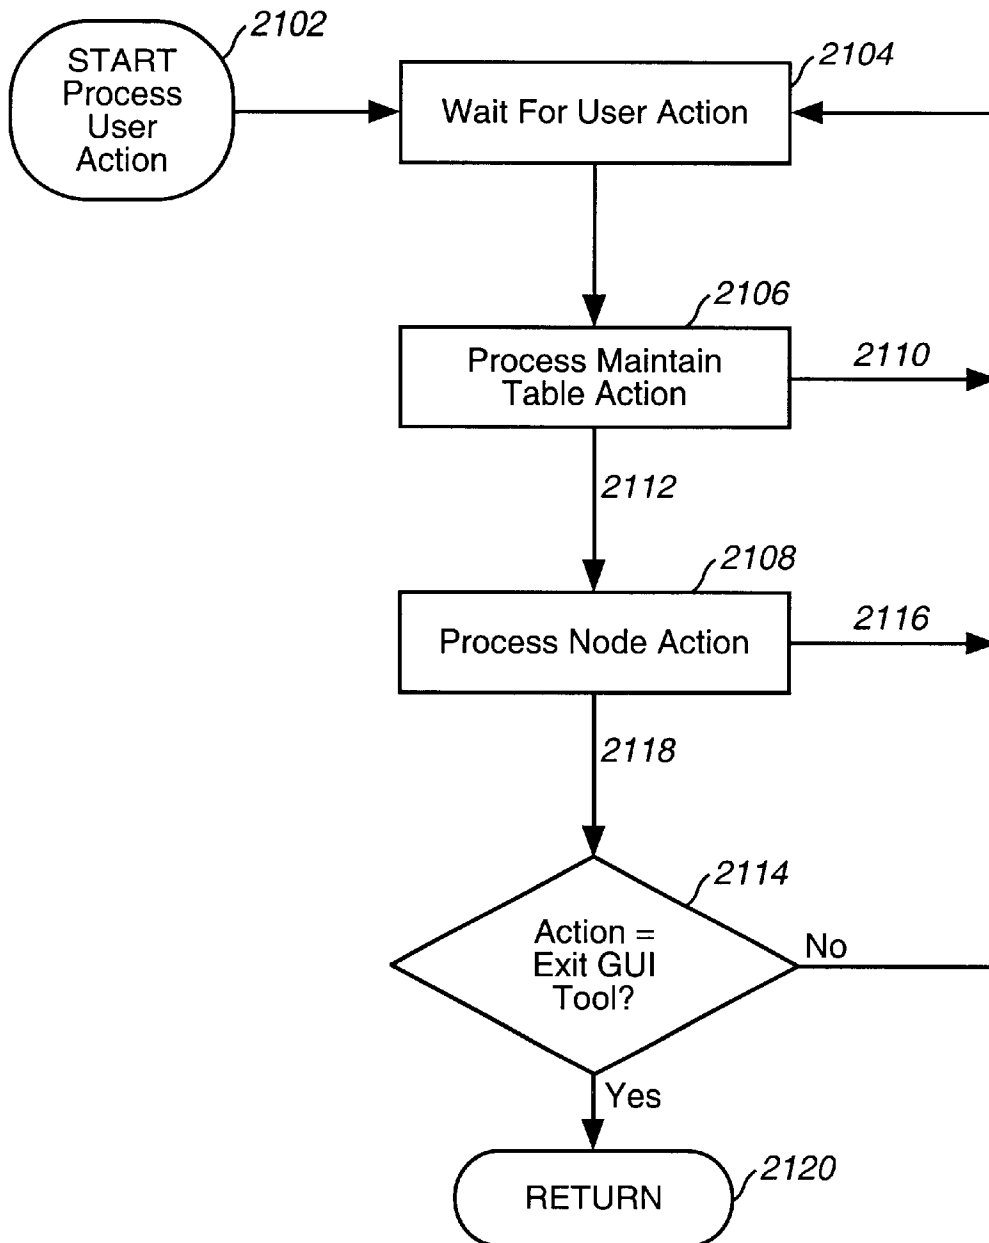 2102
START
Process
User
Action
2104
Wait For User Action
2106
Process Maintain
Table Action
2110
2112
2108
Process Node Action
2116
2118
2114
Action =
Exit GUI
Tool?
No
Yes
2120
RETURN